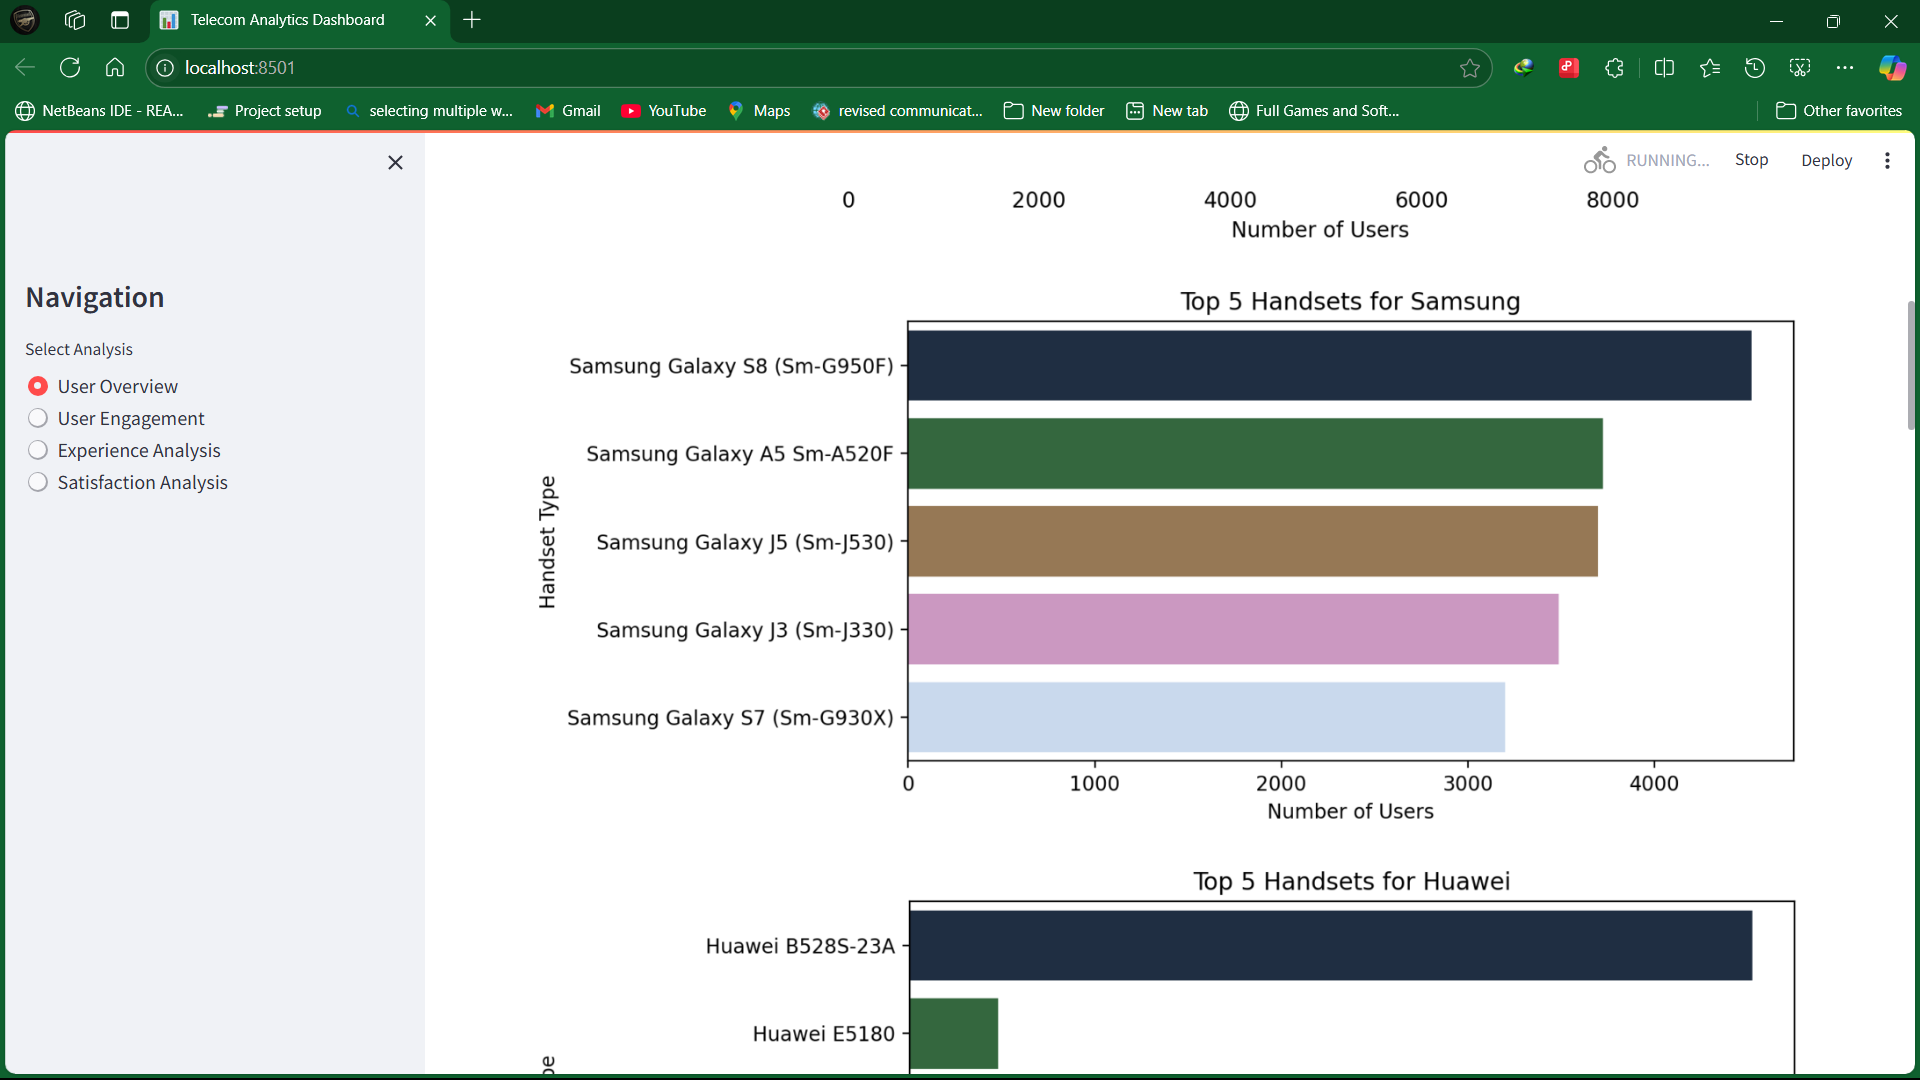 Telecom Analytics Dashboard
localhost:8501
NetBeans IDE - REA... Project setup selecting multiple w... Gmail YouTube Maps revised communicat... New folder New tab Full Games and Soft... Other favorites
RUNNING... Stop Deploy
Navigation
Select Analysis
User Overview
User Engagement
Experience Analysis
Satisfaction Analysis
0 2000 4000 6000 8000
Number of Users
Top 5 Handsets for Samsung
Handset Type
Samsung Galaxy S8 (Sm-G950F)
Samsung Galaxy A5 Sm-A520F
Samsung Galaxy J5 (Sm-J530)
Samsung Galaxy J3 (Sm-J330)
Samsung Galaxy S7 (Sm-G930X)
0 1000 2000 3000 4000
Number of Users
Top 5 Handsets for Huawei
Huawei B528S-23A
Huawei E5180
pe